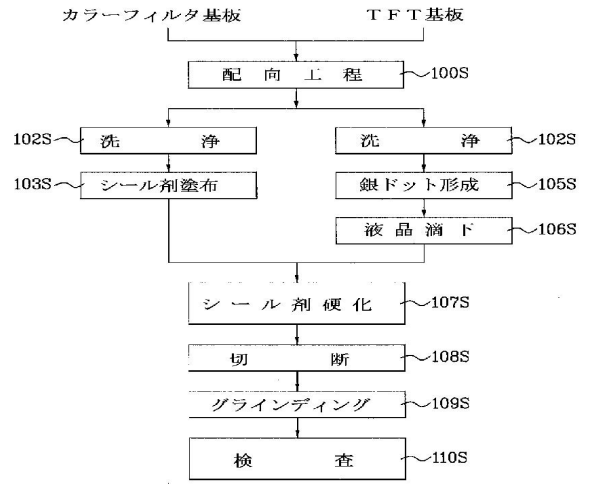 カラーフィルタ基板 TFT基板
配向工程 100S
102S 洗浄 洗浄 102S
103S シール剤塗布 銀ドット形成 105S
液晶滴下 106S
シール剤硬化 107S
切断 108S
グラインディング 109S
検査 110S